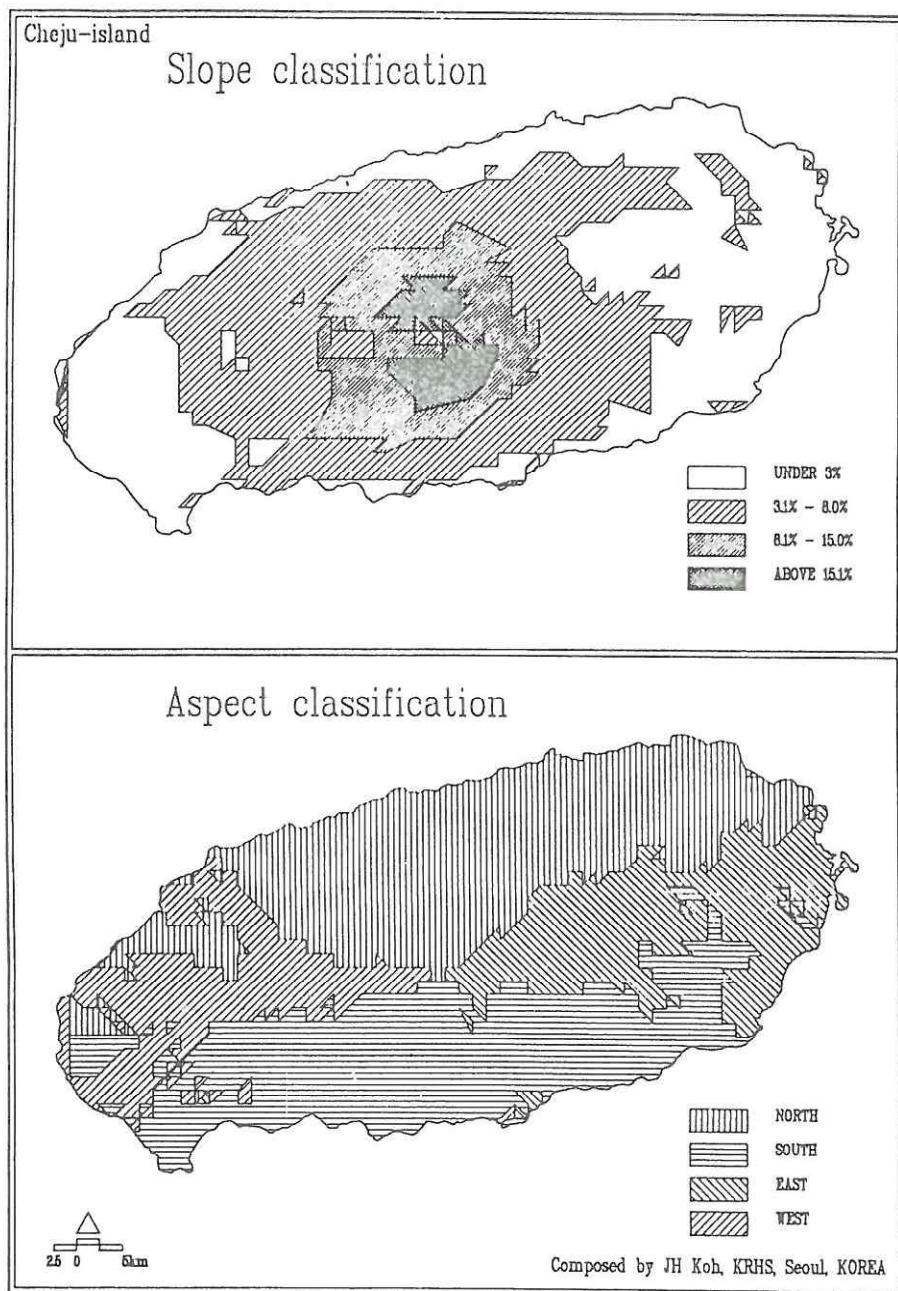 Cheju-island
Slope classification
UNDER 3%
3.1% - 8.0%
8.1% - 15.0%
ABOVE 15.1%
Aspect classification
NORTH
SOUTH
EAST
WEST
2.5 0 5km
Composed by JH Koh, KRHS, Seoul, KOREA